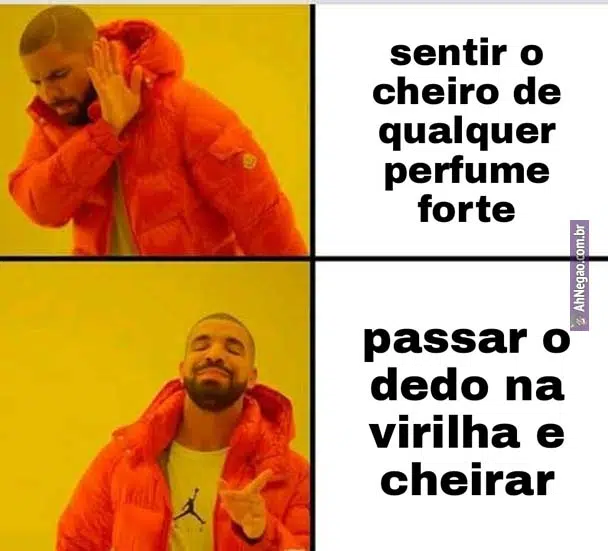 sentir o
cheiro de
qualquer
perfume
forte
AhNegao.com.br
passar o
dedo na
virilha e
cheirar